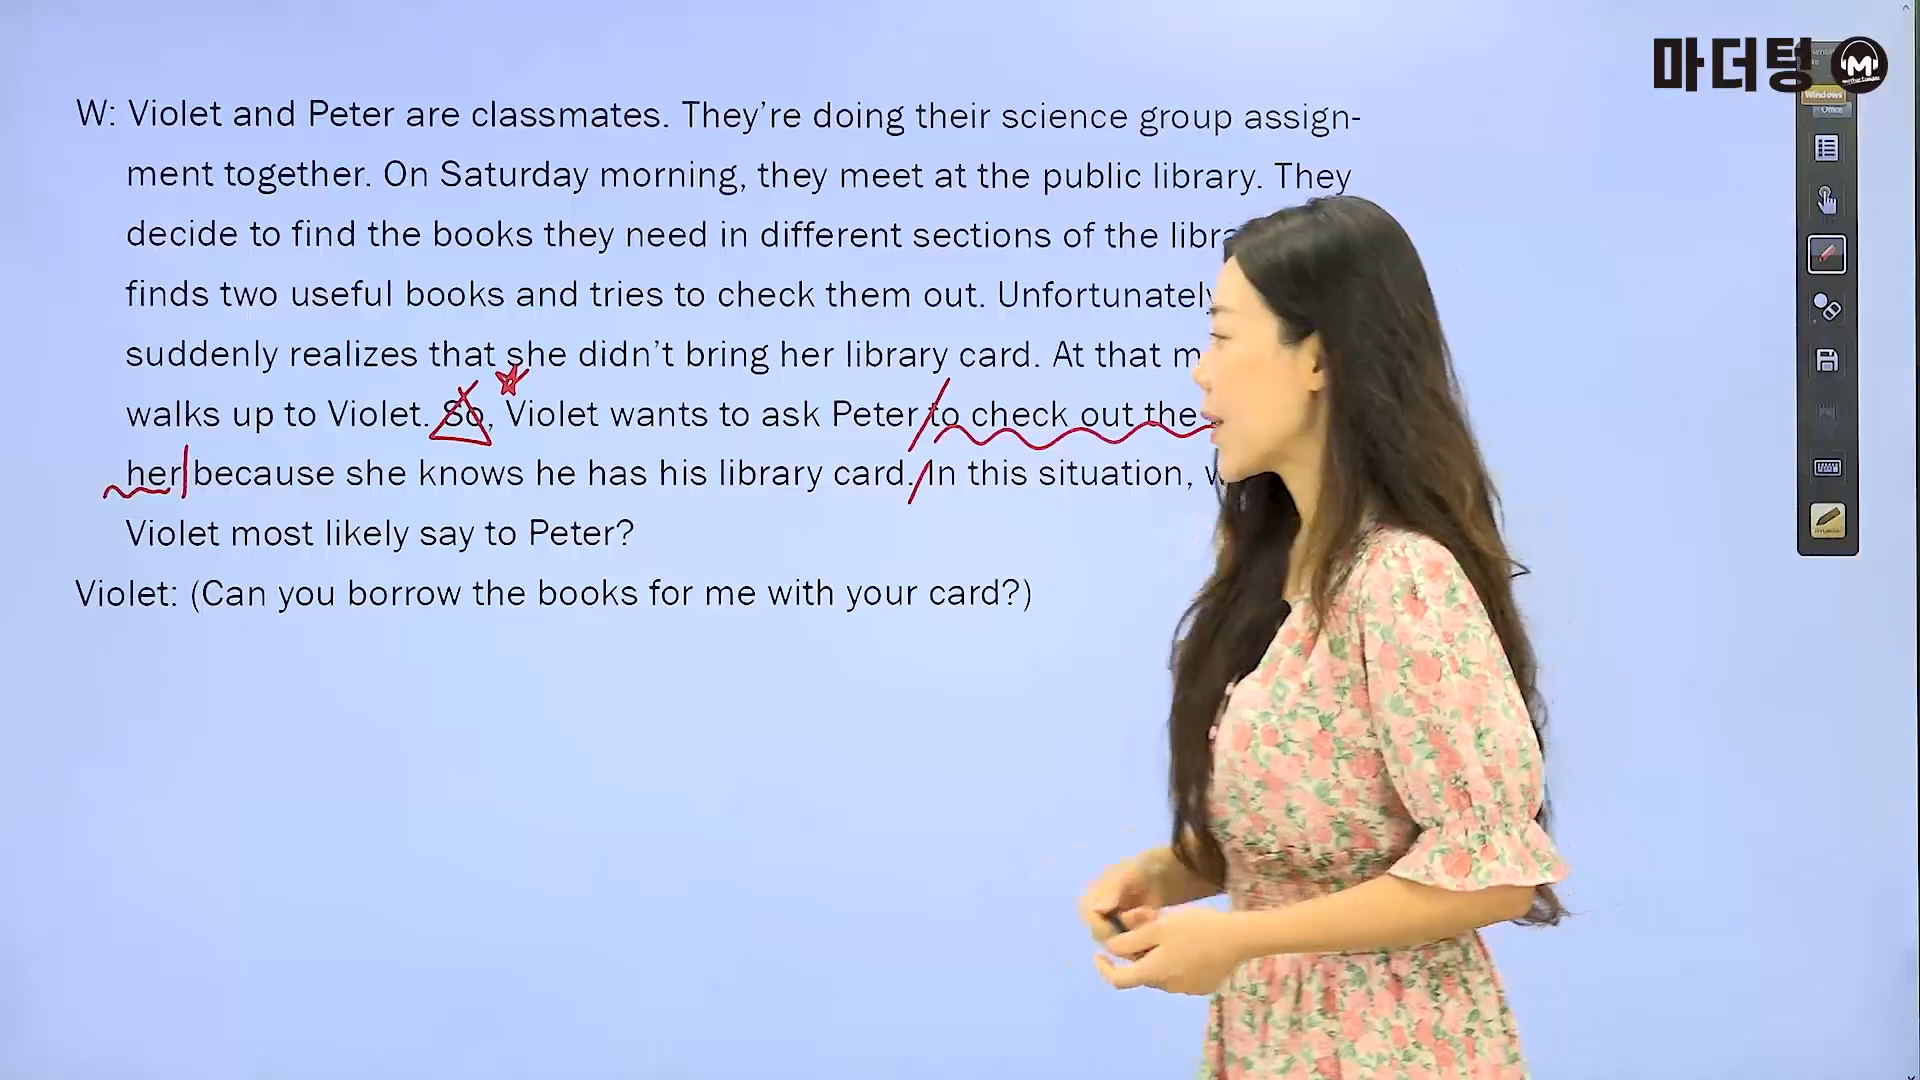 마더텅
W: Violet and Peter are classmates. They're doing their science group assign-
ment together. On Saturday morning, they meet at the public library. They
decide to find the books they need in different sections of the
finds two useful books and tries to check them out.
suddenly realizes that she didn't bring her library card. At that
walks up to Violet. So, Violet wants to ask Peter to check out the
her because she knows he has his library card. In this situation,
Violet most likely say to Peter?
Violet: (Can you borrow the books for me with your card?)
Windows
Office